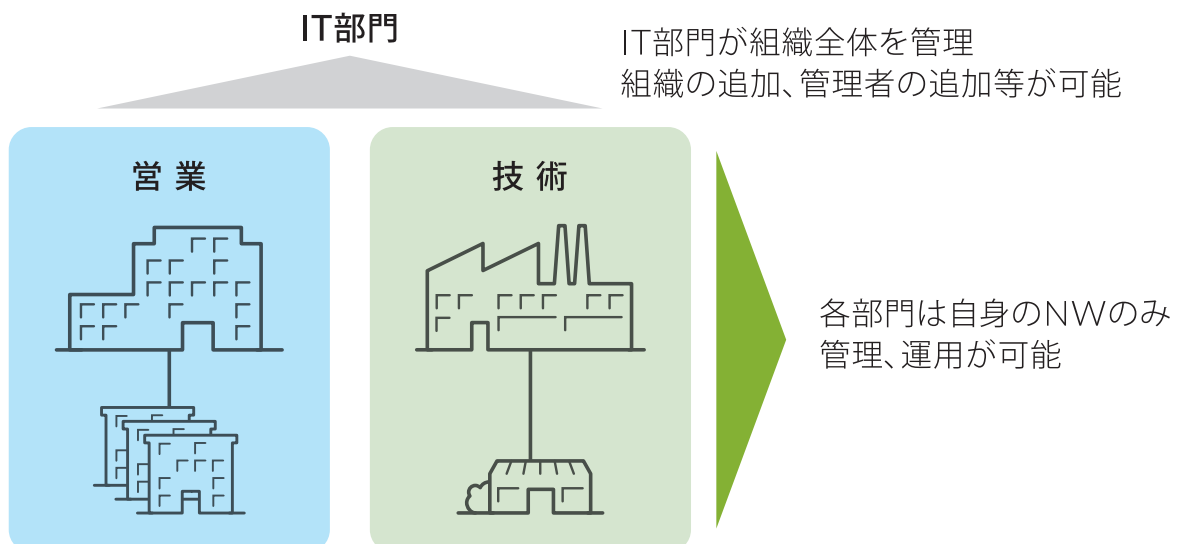 IT部門
IT部門が組織全体を管理
組織の追加、管理者の追加等が可能
営業
技術
各部門は自身のNWのみ
管理、運用が可能